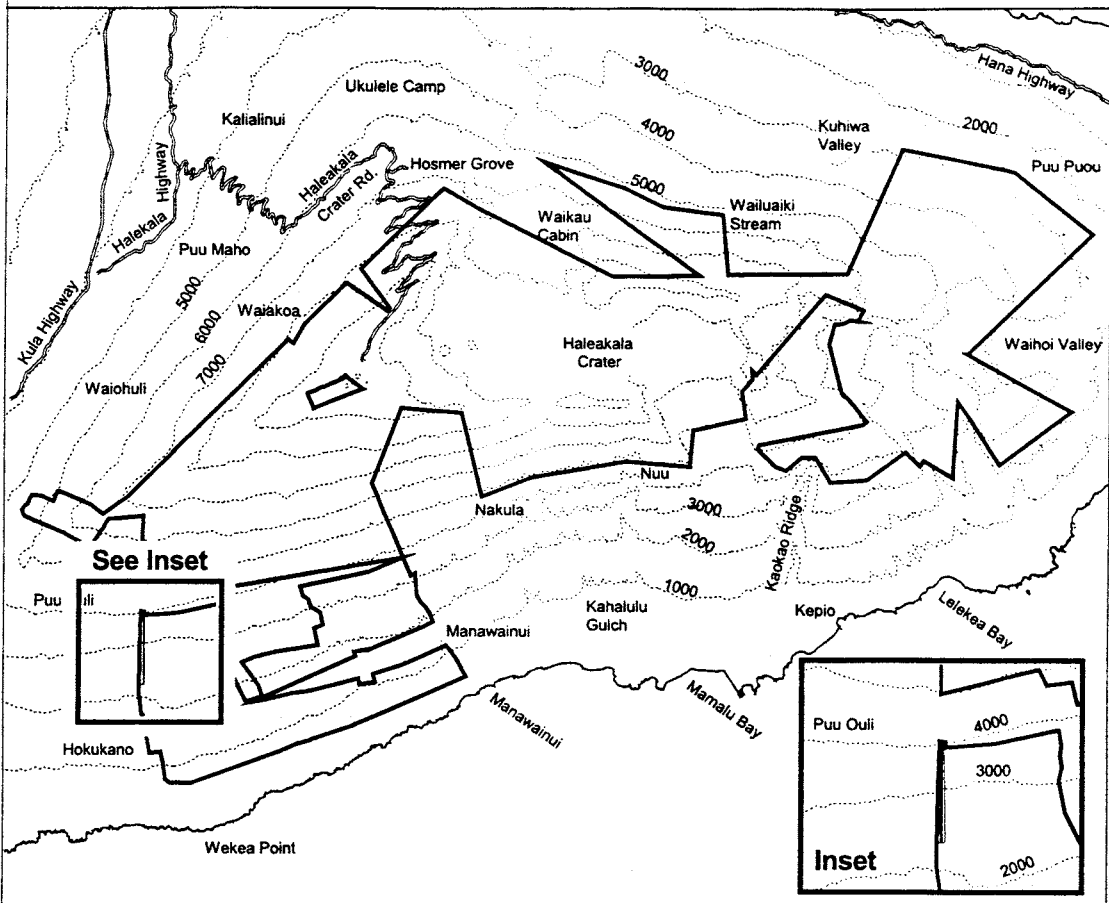 Hana Highway
3000
Ukulele Camp
Kalialinui
4000
Kuhiwa
Valley
2000
Highway
Haleakala
Crater Rd.
Hosmer Grove
5000
Puu Puou
Waikau
Cabin
Wailuaiki
Stream
Halekala
Puu Maho
5000
Kula Highway
6000
Waiakoa
Haleakala
Crater
Waihoi Valley
7000
Waiohuli
Nuu
Nakula
3000
Kaokao Ridge
2000
See Inset
1000
Puu
Kahalulu
Gulch
Kepio
Lelekea Bay
Manawainui
Mamalu Bay
Manawainui
Hokukano
Wekea Point
Puu Ouli
4000
3000
Inset
2000